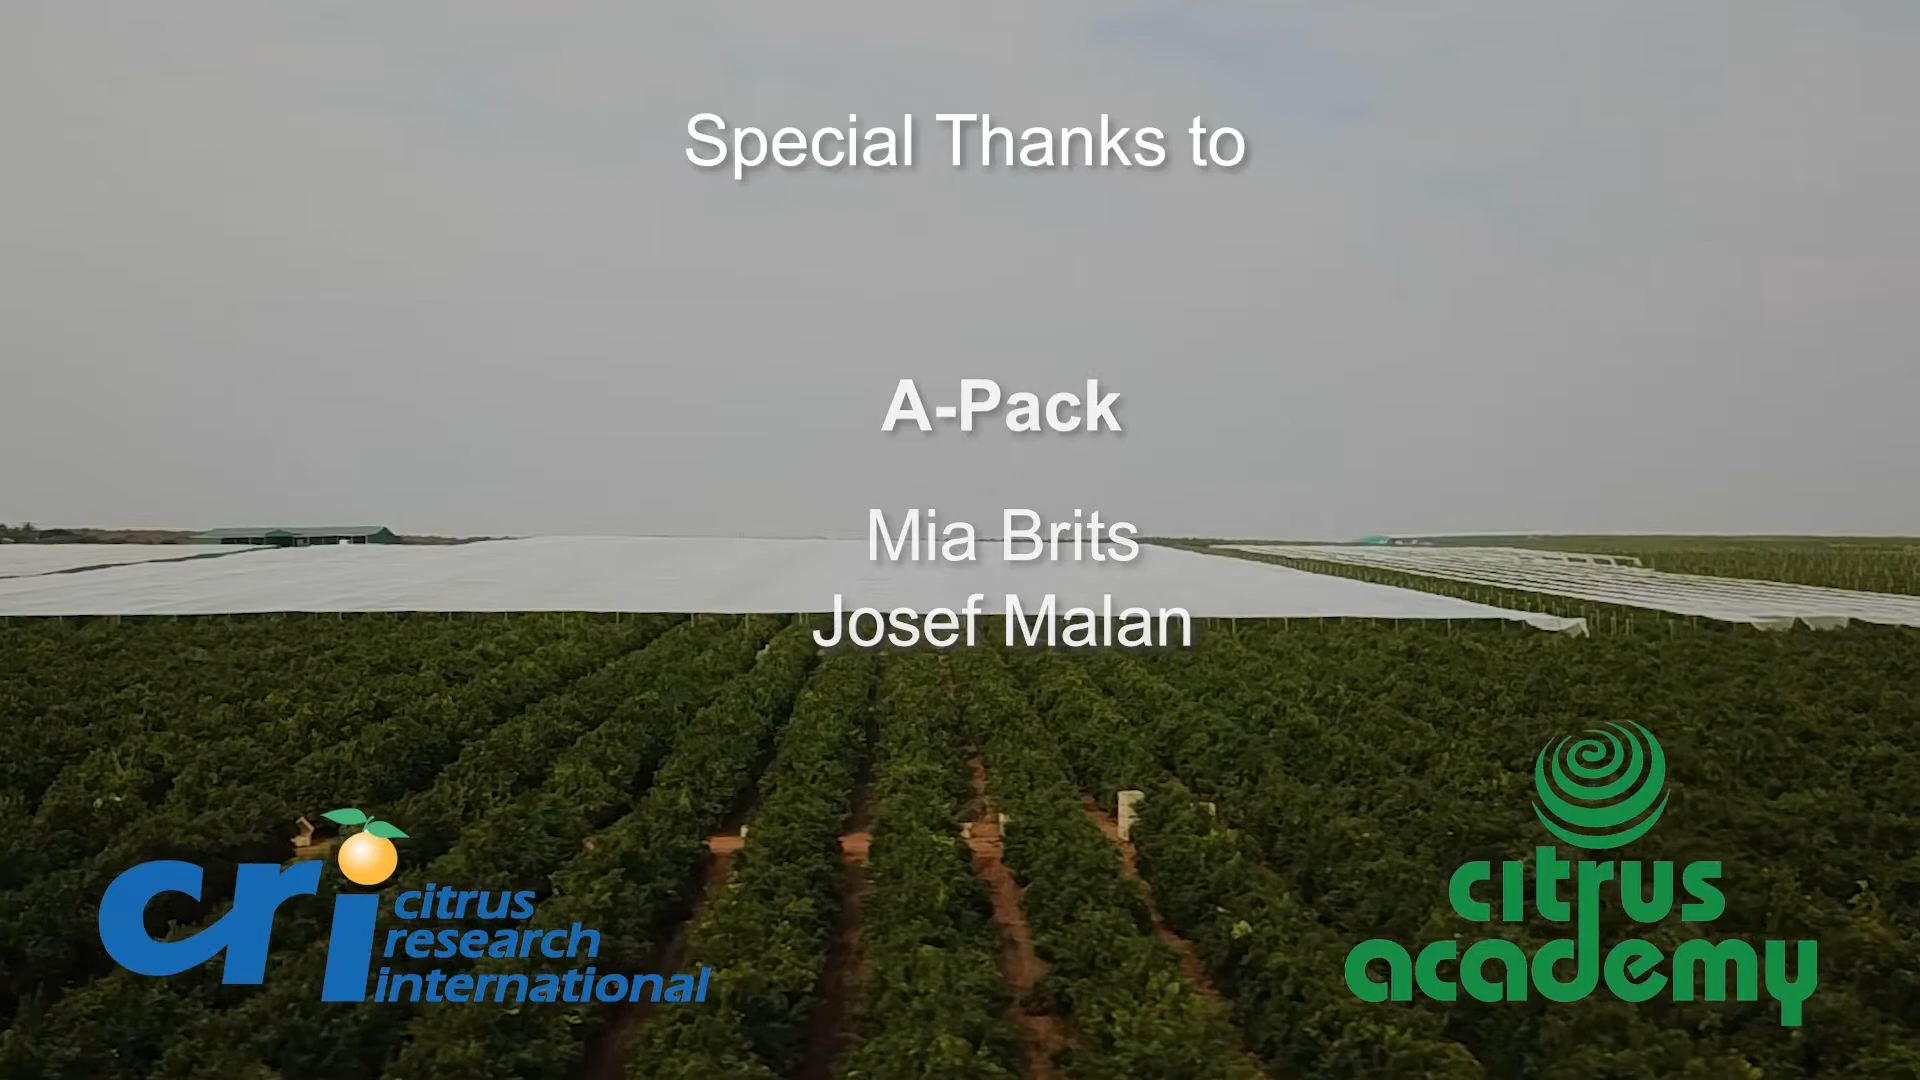 Special Thanks to
A-Pack
Mia Brits
Josef Malan
cri citrus
research
international
citrus
academy